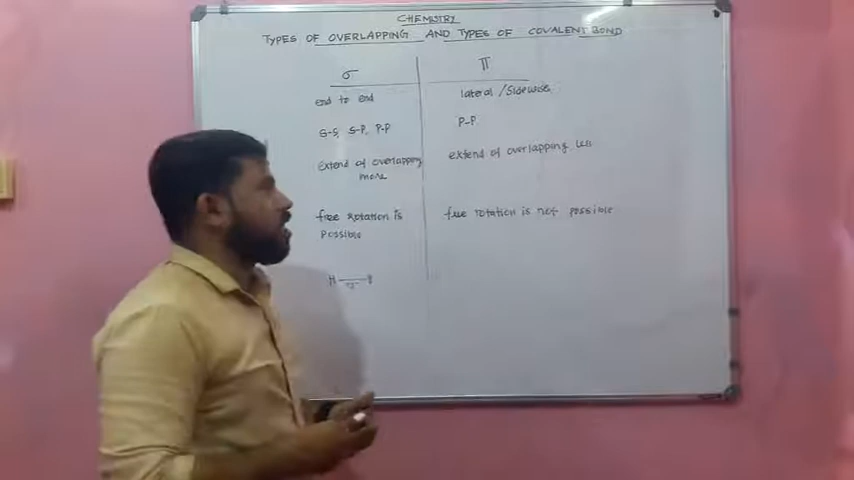 CHEMISTRY
TYPES OF OVERLAPPING AND TYPES OF COVALENT BOND
σ
π
end to end
lateral / Sidewise
S-S, S-P, P-P
P-P
extend of overlapping
more
extend of overlapping less
free rotation is
possible
free rotation is not possible
H